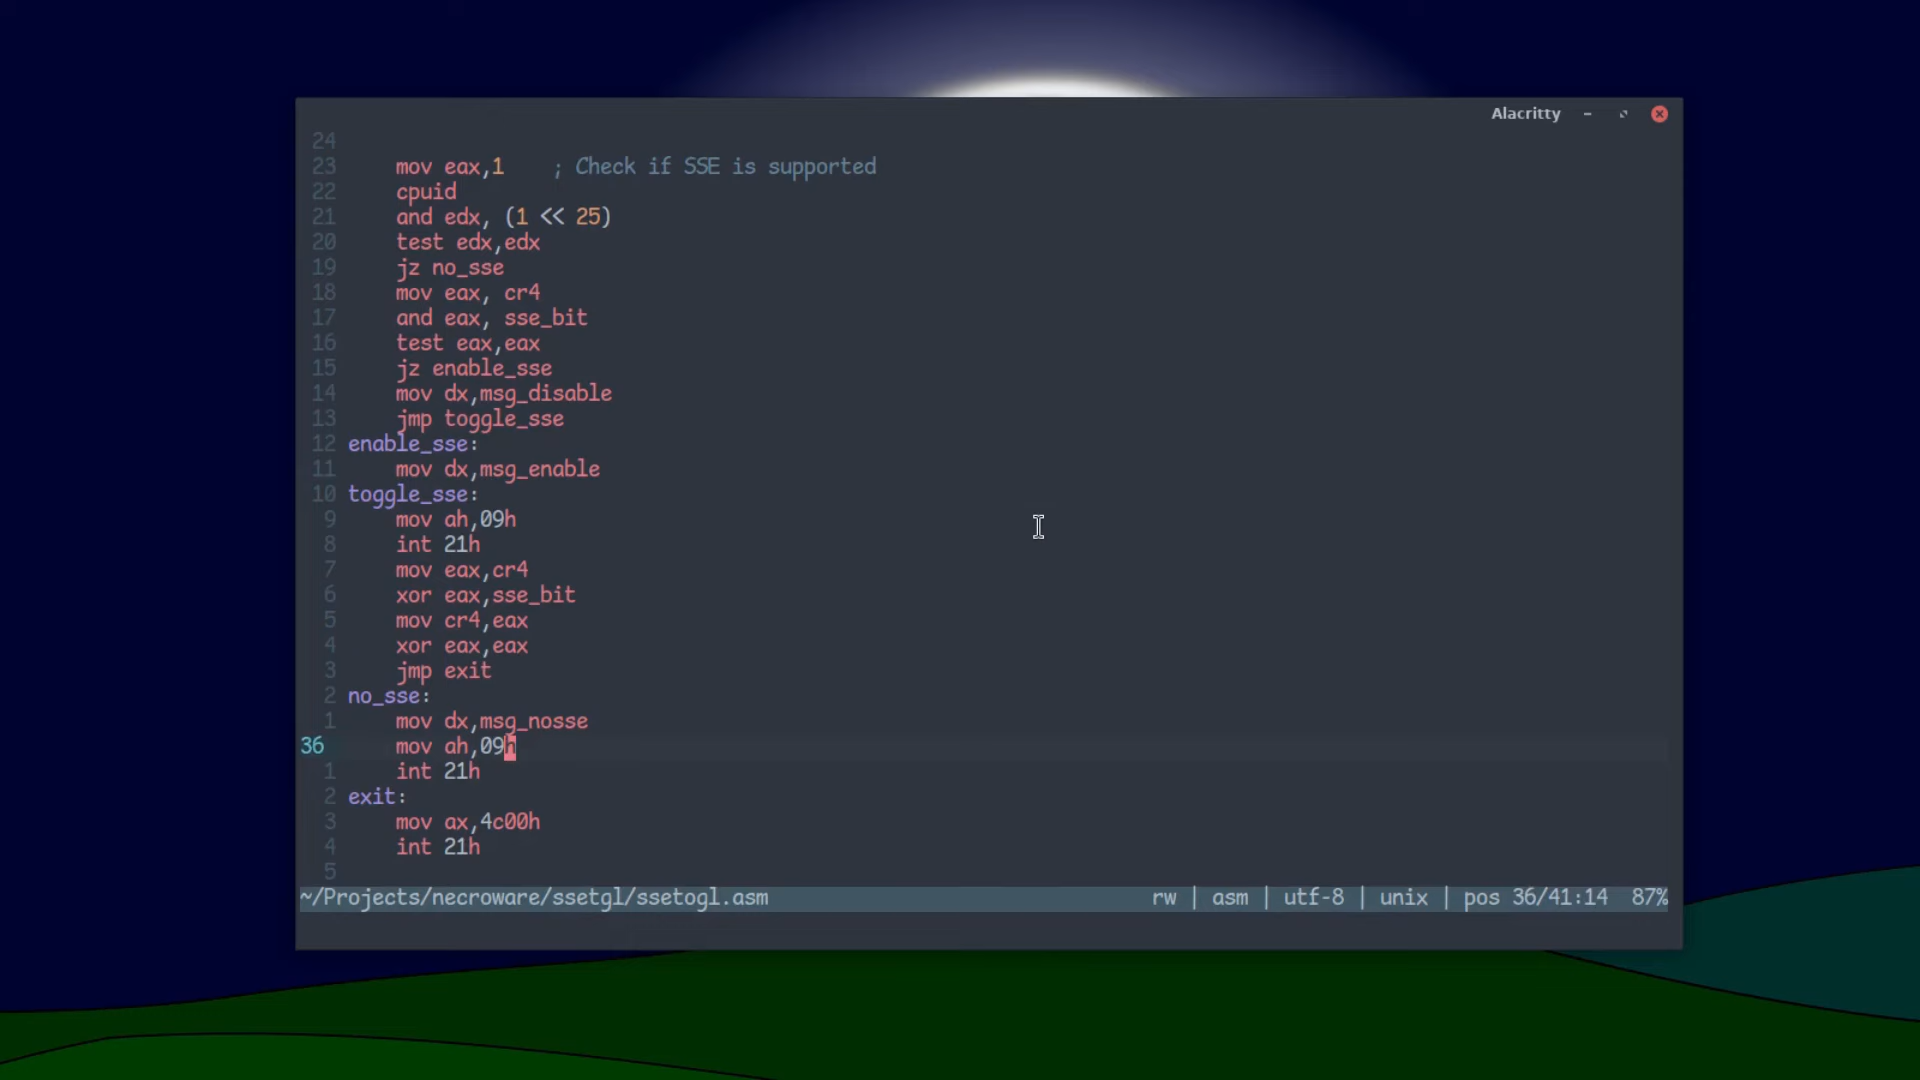 Alacritty
24
23 mov eax,1 ; Check if SSE is supported
22 cpuid
21 and edx, (1 << 25)
20 test edx,edx
19 jz no_sse
18 mov eax, cr4
17 and eax, sse_bit
16 test eax,eax
15 jz enable_sse
14 mov dx,msg_disable
13 jmp toggle_sse
12 enable_sse:
11 mov dx,msg_enable
10 toggle_sse:
9 mov ah,09h
8 int 21h
7 mov eax,cr4
6 xor eax,sse_bit
5 mov cr4,eax
4 xor eax,eax
3 jmp exit
2 no_sse:
1 mov dx,msg_nosse
36 mov ah,09h
1 int 21h
2 exit:
3 mov ax,4c00h
4 int 21h
5
~/Projects/necroware/ssetgl/ssetogl.asm rw | asm | utf-8 | unix | pos 36/41:14 87%